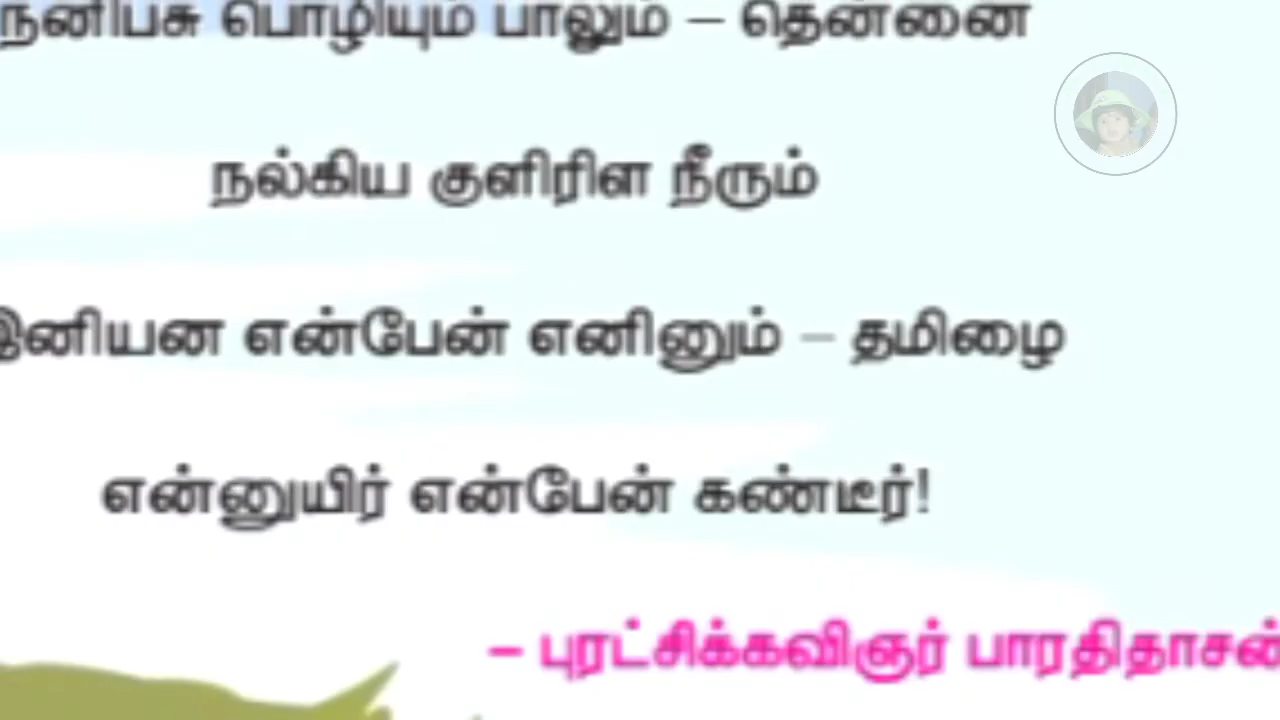 நனிபசு பொழியும் பாலும் – தென்னை
நல்கிய குளிரிள நீரும்
இனியன என்பேன் எனினும் – தமிழை
என்னுயிர் என்பேன் கண்டீர்!
– புரட்சிக்கவிஞர் பாரதிதாசன்